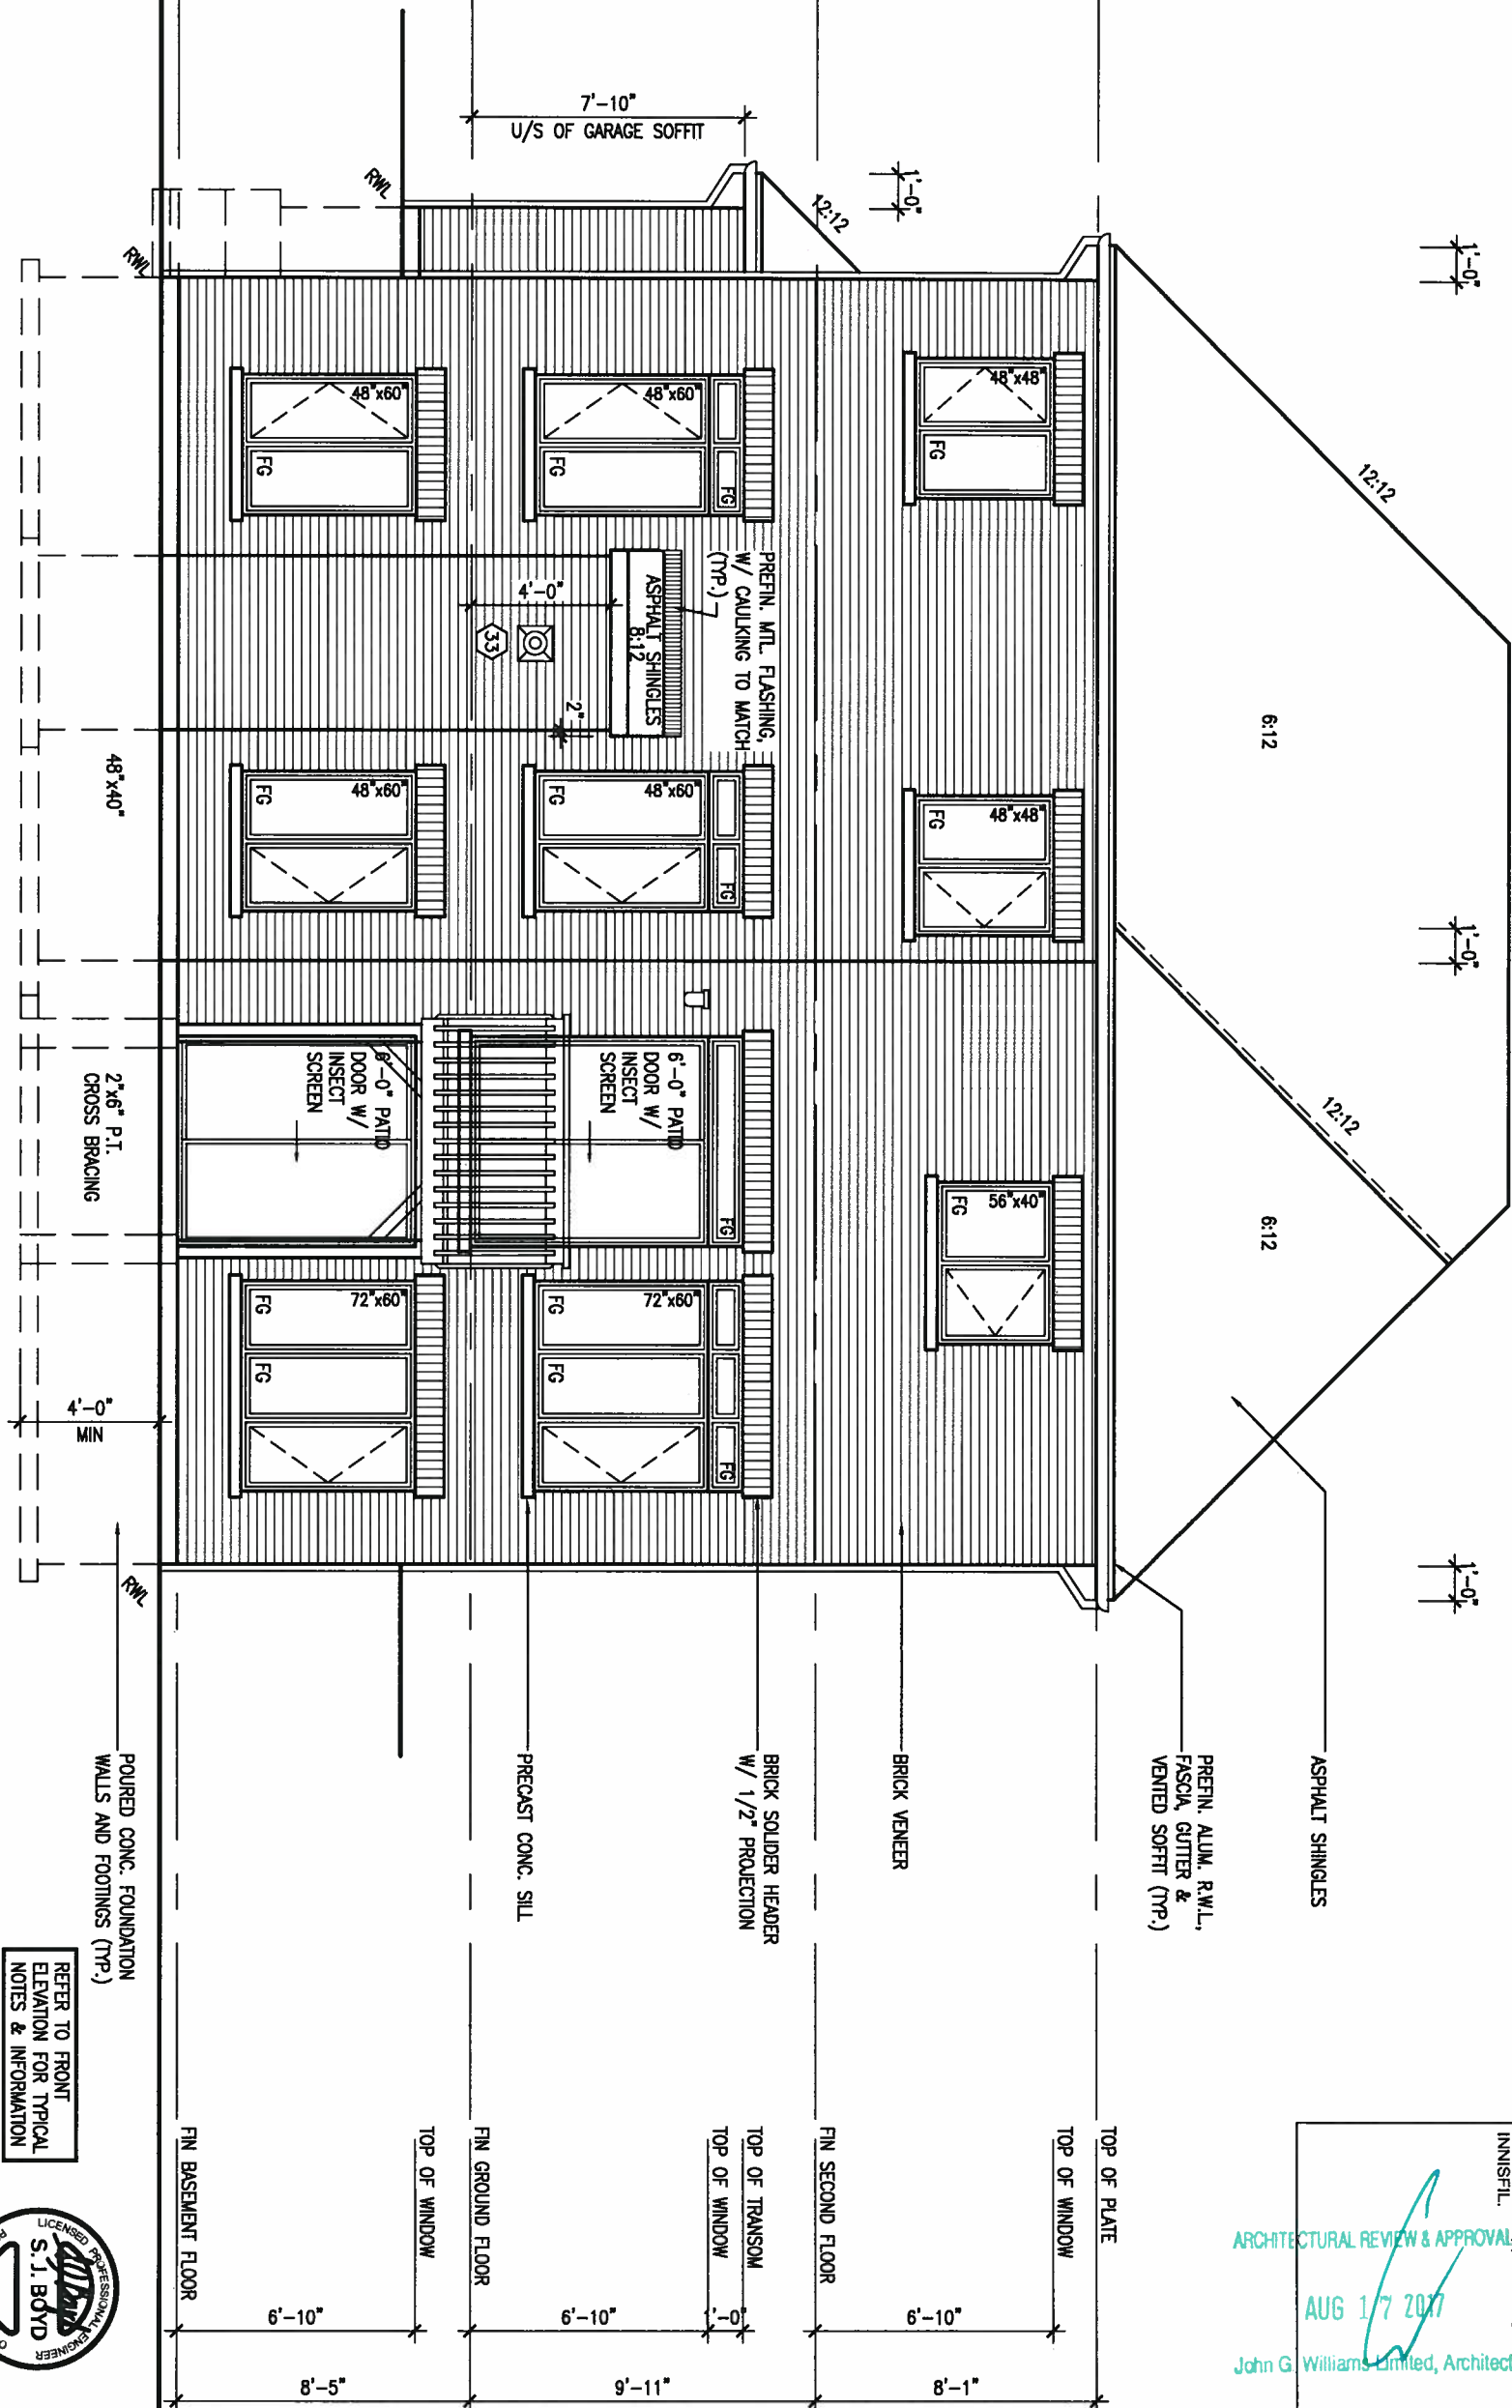 INNISFIL.
ARCHITECTURAL REVIEW & APPROVAL
AUG 17 2017
John G. Williams Limited, Architect
1'-0"
1'-0"
1'-0"
12:12
6:12
12:12
6:12
ASPHALT SHINGLES
PREFIN. ALUM. R.W.L.,
FASCIA, GUTTER &
VENTED SOFFIT (TYP.)
TOP OF PLATE
TOP OF WINDOW
1'-0"
12:12
48"x48"
FG
48"x48"
FG
56"x40"
FG
BRICK VENEER
6'-10"
8'-1"
FIN SECOND FLOOR
7'-10"
U/S OF GARAGE SOFFIT
PREFIN. MTL. FLASHING,
W/ CAULKING TO MATCH
(TYP.)
BRICK SOLIDER HEADER
W/ 1/2" PROJECTION
TOP OF TRANSOM
TOP OF WINDOW
1'-0"
FG
FG
FG
FG
48"x60"
FG
ASPHALT SHINGLES
8:12
4'-0"
2"
33
48"x60"
FG
6'-0" PATIO
DOOR W/
INSECT
SCREEN
72"x60"
FG
PRECAST CONC. SILL
6'-10"
9'-11"
FIN GROUND FLOOR
TOP OF WINDOW
RWL
48"x60"
FG
48"x60"
FG
6'-0" PATIO
DOOR W/
INSECT
SCREEN
72"x60"
FG
FG
6'-10"
8'-5"
FIN BASEMENT FLOOR
RWL
RWL
48"x40"
2"x6" P.T.
CROSS BRACING
4'-0"
MIN
POURED CONC. FOUNDATION
WALLS AND FOOTINGS (TYP.)
REFER TO FRONT
ELEVATION FOR TYPICAL
NOTES & INFORMATION
LICENSED PROFESSIONAL ENGINEER
S. J. BOYD